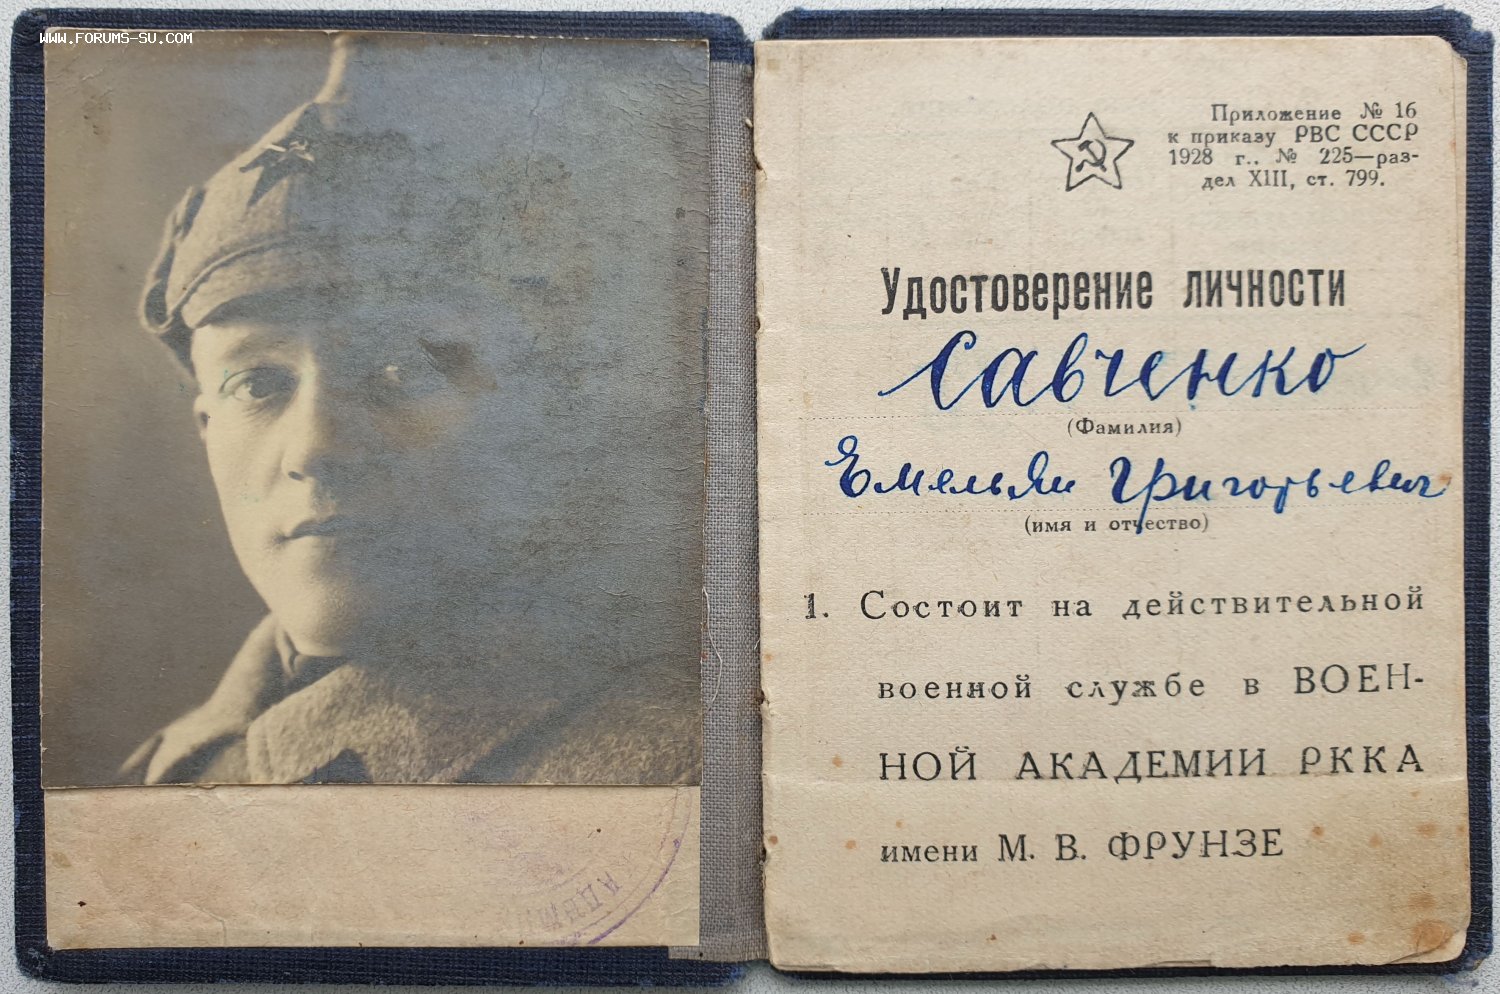 WWW.FORUMS-SU.COM
Приложение № 16
к приказу РВС СССР
1928 г.. № 225—раз-
дел XIII, ст. 799.
Удостоверение личности
Савченко
(Фамилия)
Емельян Григорьевич
(имя и отчество)
1. Состоит на действительной
военной службе в ВОЕН-
НОЙ АКАДЕМИИ РККА
имени М. В. ФРУНЗЕ